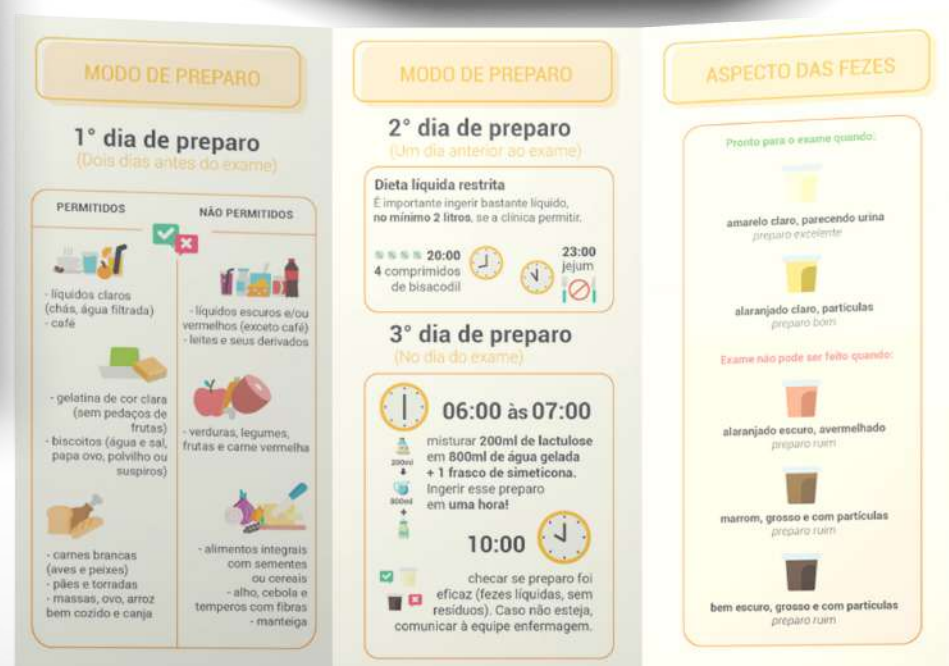 MODO DE PREPARO
1° dia de preparo
(Dois dias antes do exame)
PERMITIDOS
- líquidos claros
(chás, água filtrada)
- café
- gelatina de cor clara
(sem pedaços de
frutas)
- biscoitos (água e sal,
papa ovo, polvilho ou
suspiros)
- carnes brancas
(aves e peixes)
- pães e torradas
- massas, ovo, arroz
bem cozido e canja
NÃO PERMITIDOS
- líquidos escuros e/ou
vermelhos (exceto café)
- leites e seus derivados
- verduras, legumes,
frutas e carne vermelha
- alimentos integrais
com sementes
ou cereais
- alho, cebola e
temperos com fibras
- manteiga
MODO DE PREPARO
2° dia de preparo
(Um dia anterior ao exame)
Dieta líquida restrita
É importante ingerir bastante líquido,
no mínimo 2 litros, se a clínica permitir.
20:00
4 comprimidos
de bisacodil
23:00
jejum
3° dia de preparo
(No dia do exame)
06:00 às 07:00
misturar 200ml de lactulose
em 800ml de água gelada
+ 1 frasco de simeticona.
Ingerir esse preparo
em uma hora!
200ml
+
800ml
+
10:00
checar se preparo foi
eficaz (fezes líquidas, sem
resíduos). Caso não esteja,
comunicar à equipe enfermagem.
ASPECTO DAS FEZES
Pronto para o exame quando:
amarelo claro, parecendo urina
preparo excelente
alaranjado claro, partículas
preparo bom
Exame não pode ser feito quando:
alaranjado escuro, avermelhado
preparo ruim
marrom, grosso e com partículas
preparo ruim
bem escuro, grosso e com partículas
preparo ruim